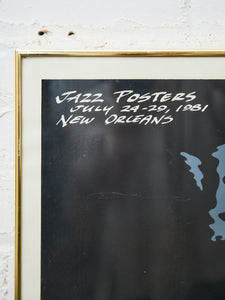 JAZZ POSTERS
JULY 24-29, 1981
NEW ORLEANS